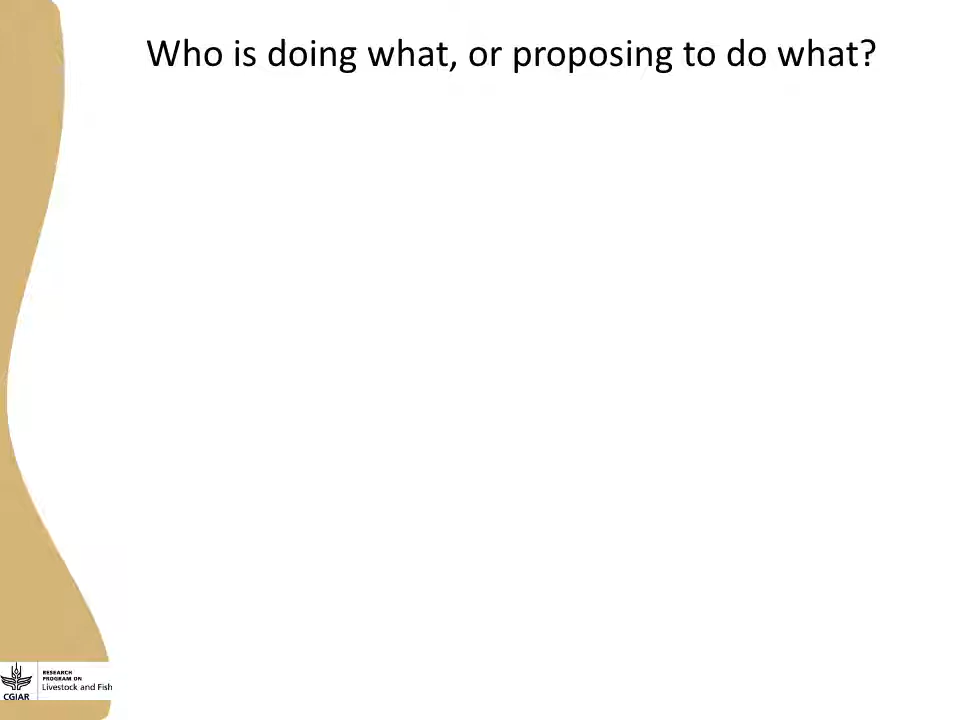 Who is doing what, or proposing to do what?
RESEARCH
PROGRAM ON
Livestock and Fish
CGIAR